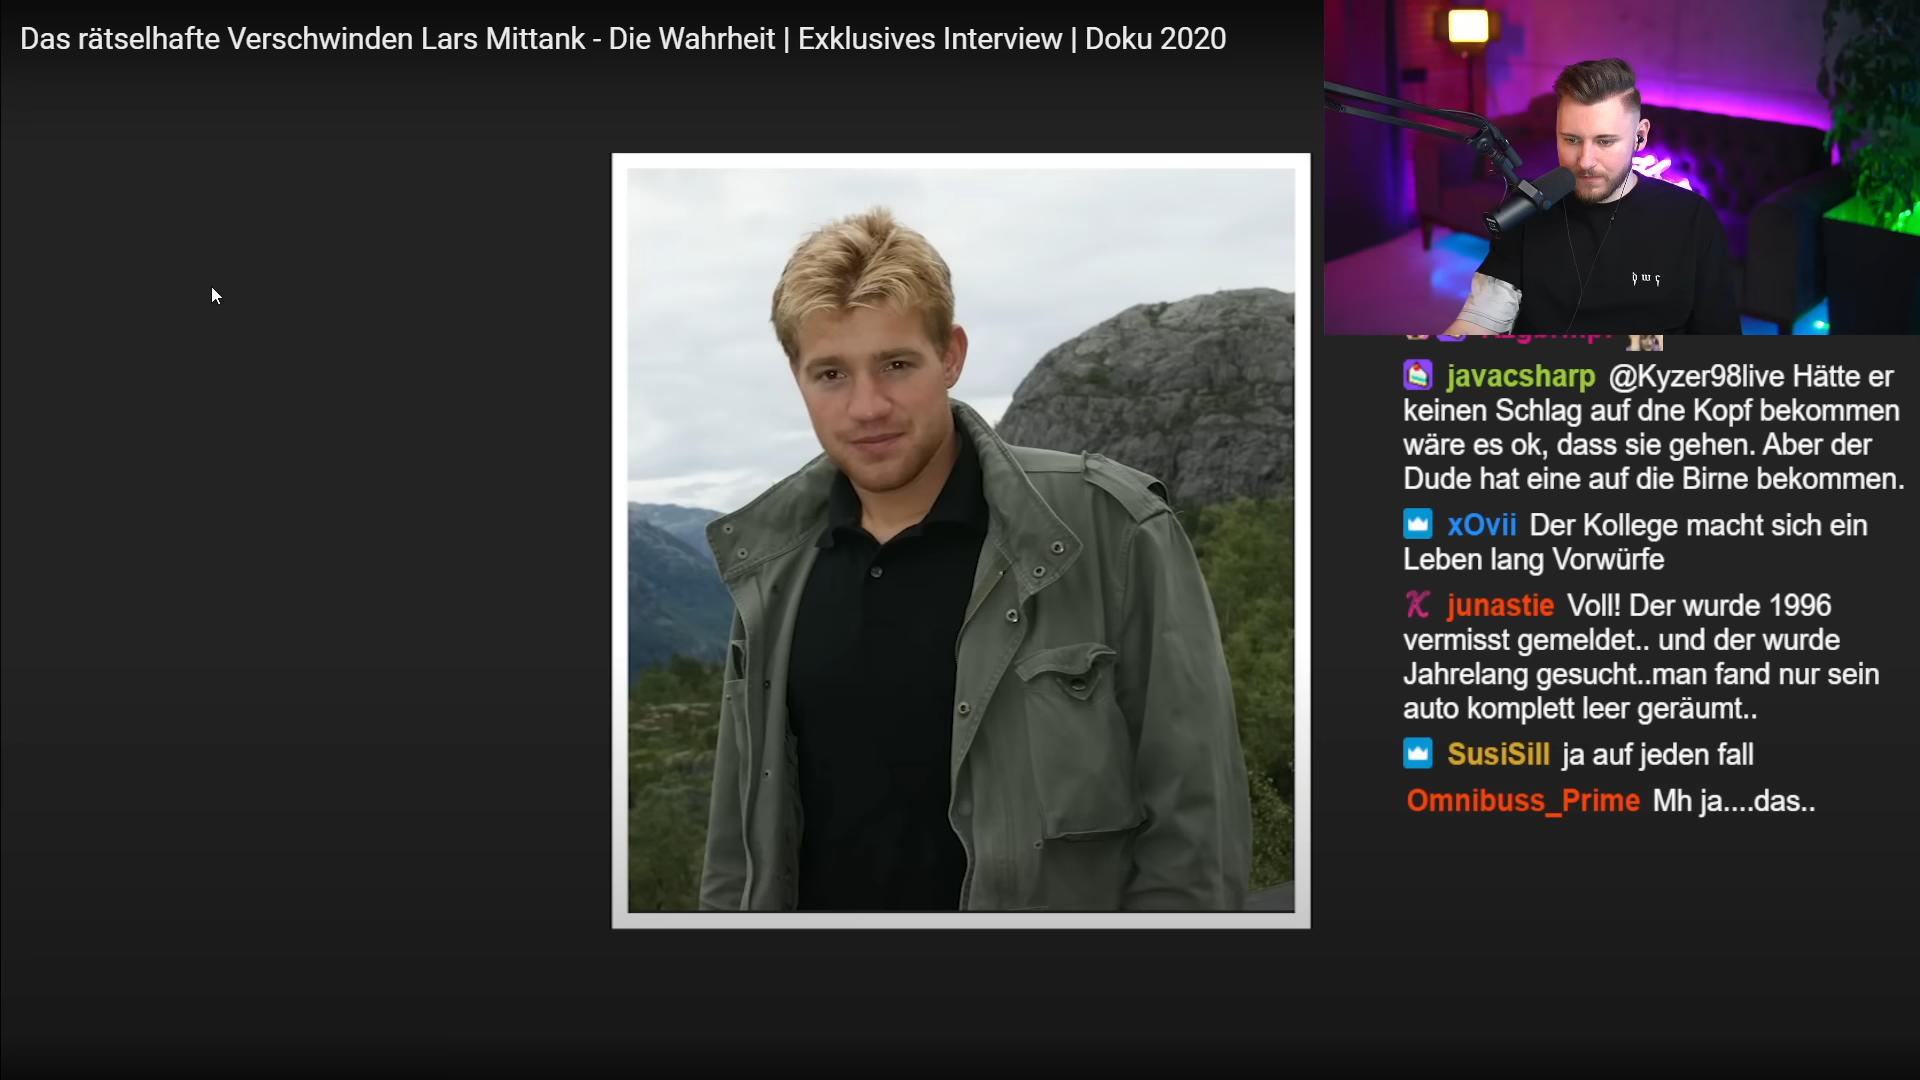 Das rätselhafte Verschwinden Lars Mittank - Die Wahrheit | Exklusives Interview | Doku 2020
javacsharp @Kyzer98live Hätte er
keinen Schlag auf dne Kopf bekommen
wäre es ok, dass sie gehen. Aber der
Dude hat eine auf die Birne bekommen.
xOvii Der Kollege macht sich ein
Leben lang Vorwürfe
junastie Voll! Der wurde 1996
vermisst gemeldet.. und der wurde
Jahrelang gesucht..man fand nur sein
auto komplett leer geräumt..
SusiSill ja auf jeden fall
Omnibuss_Prime Mh ja....das..